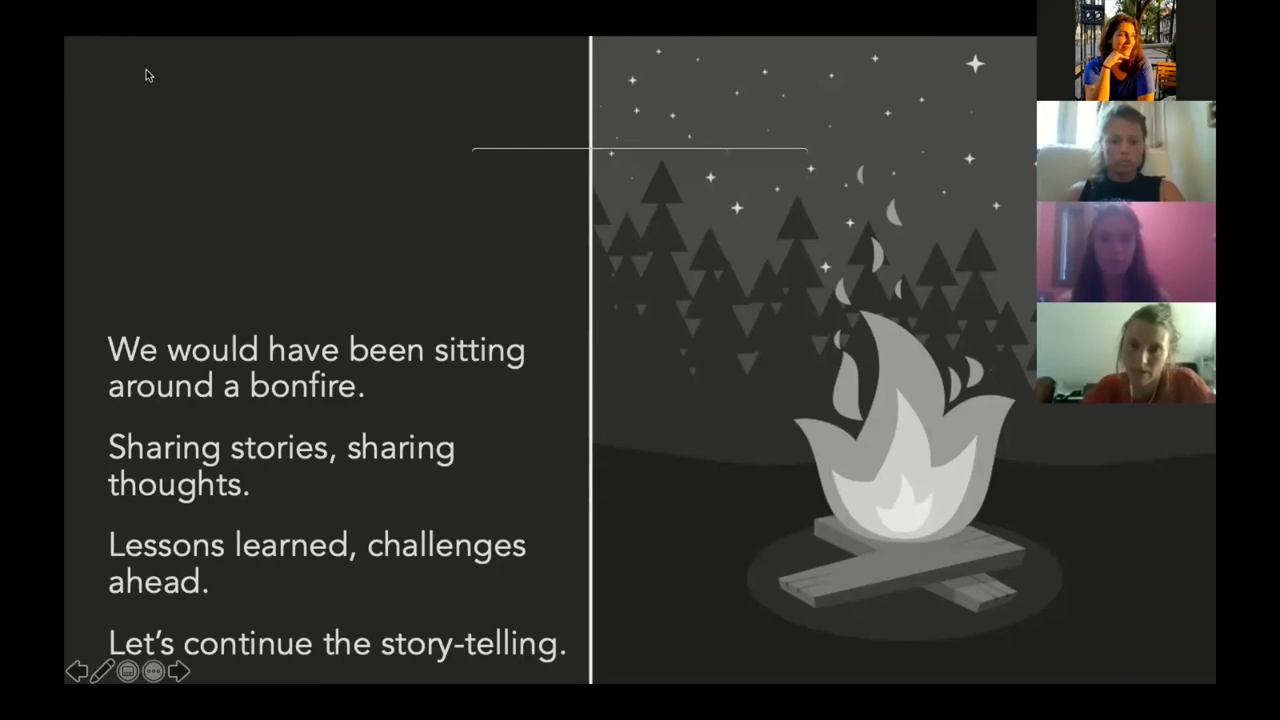 We would have been sitting
around a bonfire.
Sharing stories, sharing
thoughts.
Lessons learned, challenges
ahead.
Let's continue the story-telling.